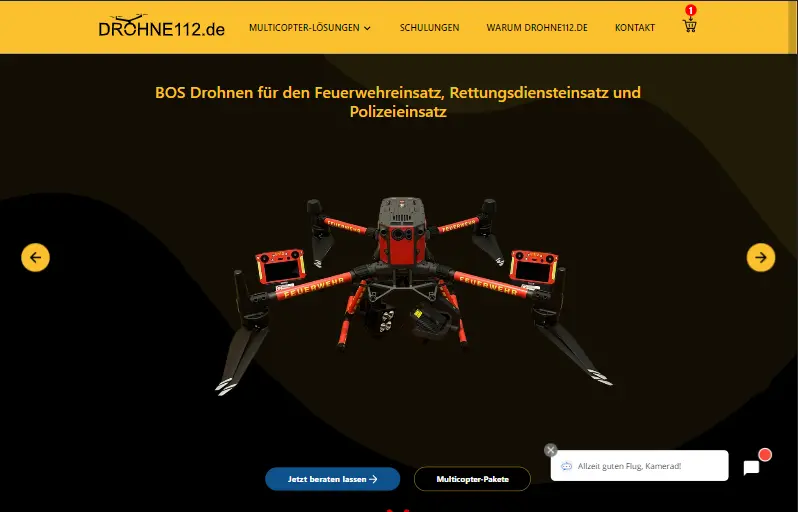 DROHNE112.de
MULTICOPTER-LÖSUNGEN SCHULUNGEN WARUM DROHNE112.DE KONTAKT 1
BOS Drohnen für den Feuerwehreinsatz, Rettungsdiensteinsatz und
Polizeieinsatz
FEUERWEHR FEUERWEHR
FEUERWEHR FEUERWEHR
Allzeit guten Flug, Kamerad!
Jetzt beraten lassen
Multicopter-Pakete